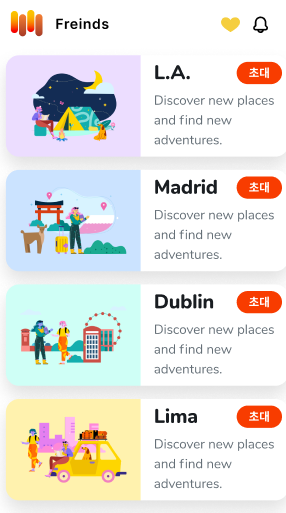 Freinds
L.A.
초대
Discover new places
and find new
adventures.
Madrid
초대
Discover new places
and find new
adventures.
Dublin
초대
Discover new places
and find new
adventures.
Lima
초대
Discover new places
and find new
adventures.